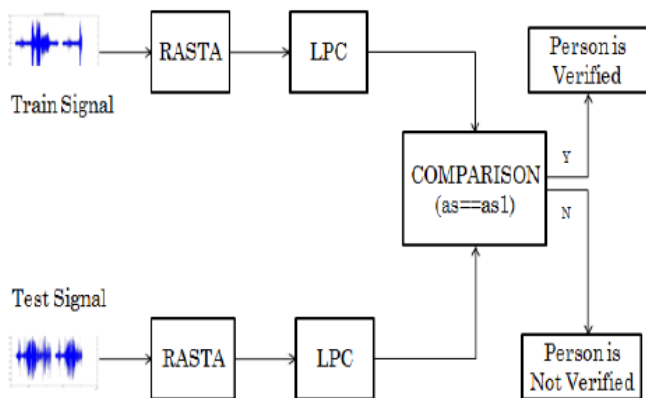 Train Signal
RASTA
LPC
Person is
Verified
COMPARISON
(as==as1)
Y
N
Test Signal
RASTA
LPC
Person is
Not Verified